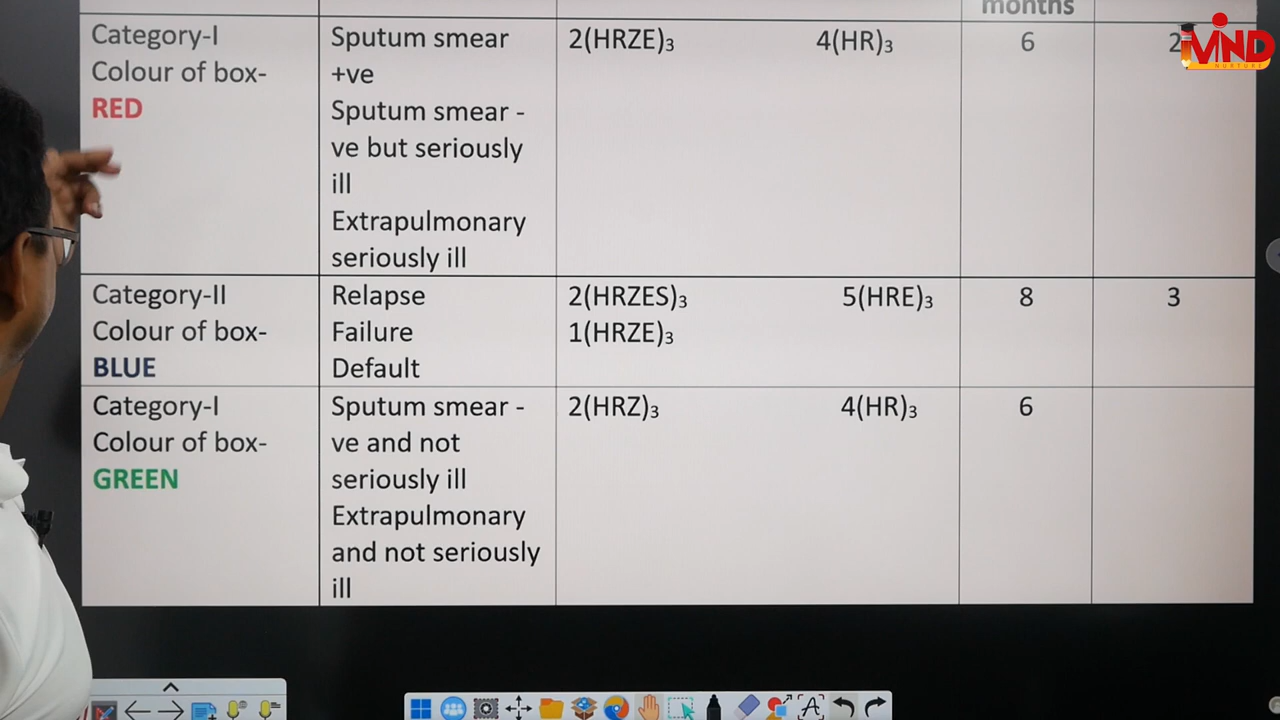 months
Category-I
Colour of box-
RED
Sputum smear
+ve
Sputum smear -
ve but seriously
ill
Extrapulmonary
seriously ill
2(HRZE)₃ 4(HR)₃
6
2
MIND
NURTURE
Category-II
Colour of box-
BLUE
Relapse
Failure
Default
2(HRZES)₃ 5(HRE)₃
1(HRZE)₃
8
3
Category-I
Colour of box-
GREEN
Sputum smear -
ve and not
seriously ill
Extrapulmonary
and not seriously
ill
2(HRZ)₃ 4(HR)₃
6